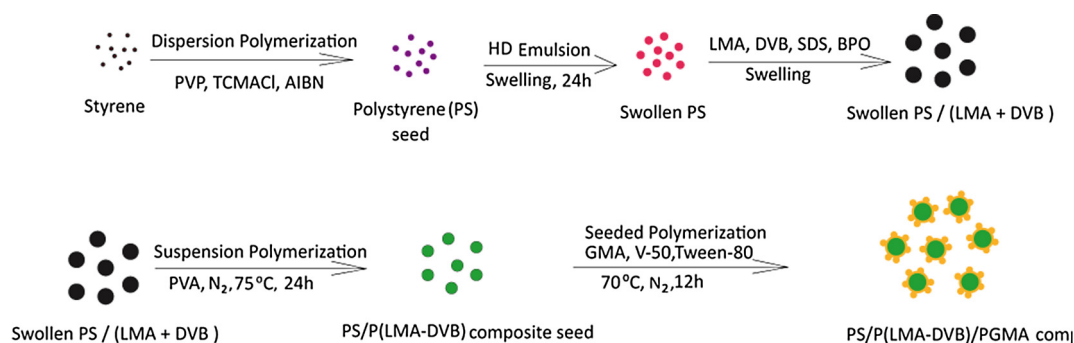 Dispersion Polymerization
PVP, TCMACl, AIBN
Styrene
Polystyrene (PS)
seed
HD Emulsion
Swelling, 24h
Swollen PS
LMA, DVB, SDS, BPO
Swelling
Swollen PS / (LMA + DVB )
Suspension Polymerization
PVA, N₂,75°C, 24h
Swollen PS / (LMA + DVB )
PS/P(LMA-DVB) composite seed
Seeded Polymerization
GMA, V-50,Tween-80
70°C, N₂,12h
PS/P(LMA-DVB)/PGMA comp